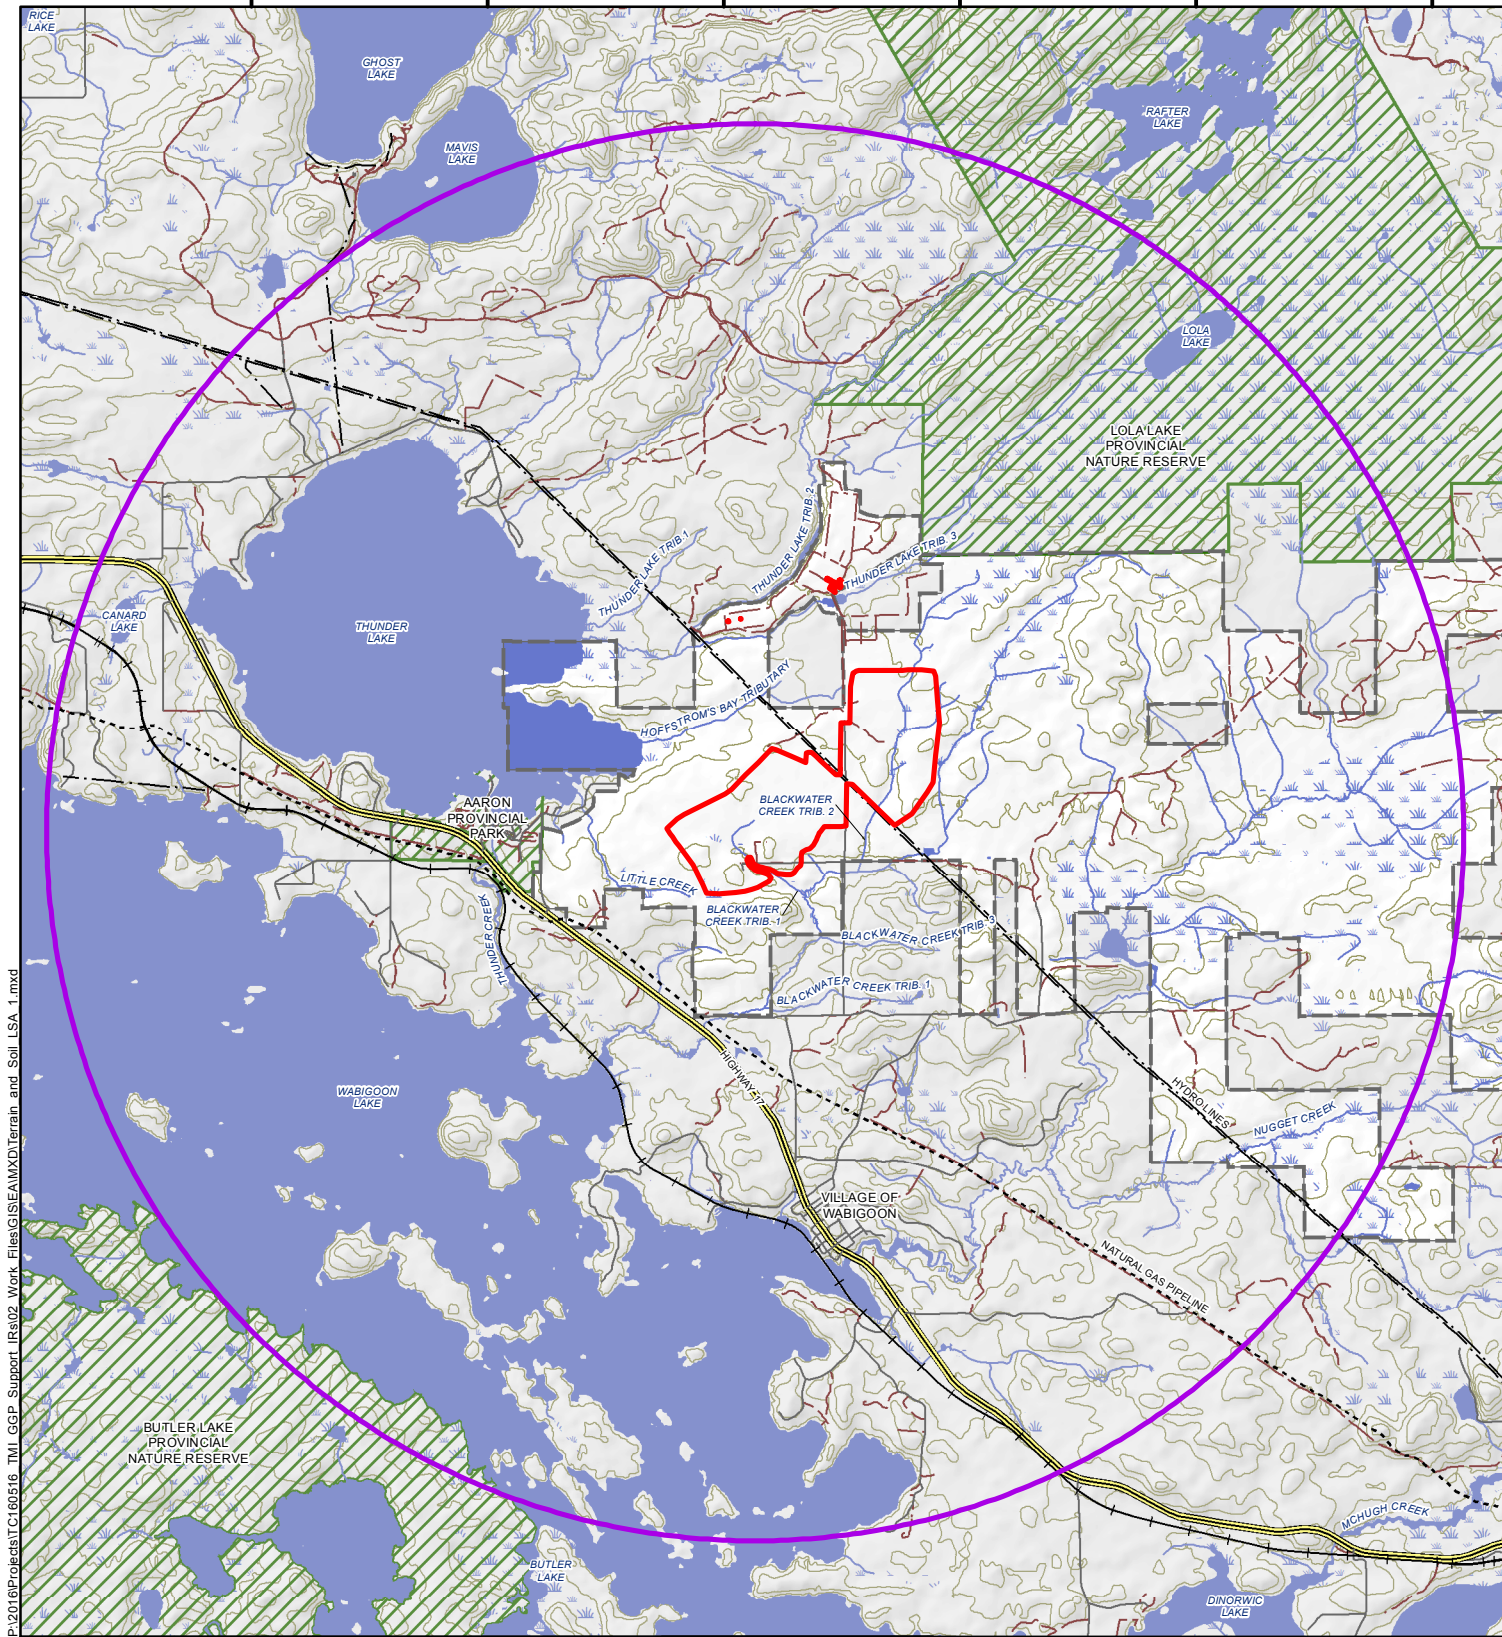 RICE
LAKE
GHOST
LAKE
MAVIS
LAKE
RAFTER
LAKE
LOLA
LAKE
LOLA LAKE
PROVINCIAL
NATURE RESERVE
THUNDER LAKE TRIB. 2
THUNDER LAKE TRIB.1
THUNDER LAKE TRIB. 3
CANARD
LAKE
THUNDER
LAKE
HOFFSTROM'S BAY TRIBUTARY
AARON
PROVINCIAL
PARK
BLACKWATER
CREEK TRIB. 2
LITTLE CREEK
BLACKWATER
CREEK TRIB. 1
THUNDER CREEK
BLACKWATER CREEK TRIB. 3
BLACKWATER CREEK TRIB. 1
WABIGOON
LAKE
HIGHWAY 17
HYDRO LINES
NUGGET CREEK
VILLAGE OF
WABIGOON
NATURAL GAS PIPELINE
BUTLER LAKE
PROVINCIAL
NATURE RESERVE
MCHUGH CREEK
BUTLER
LAKE
DINORWIC
LAKE
P:\2016\Projects\TC160516_TMI_GGP_Support_IRs\02_Work_Files\GIS\EA\MXD\Terrain_and_Soil_LSA_1.mxd